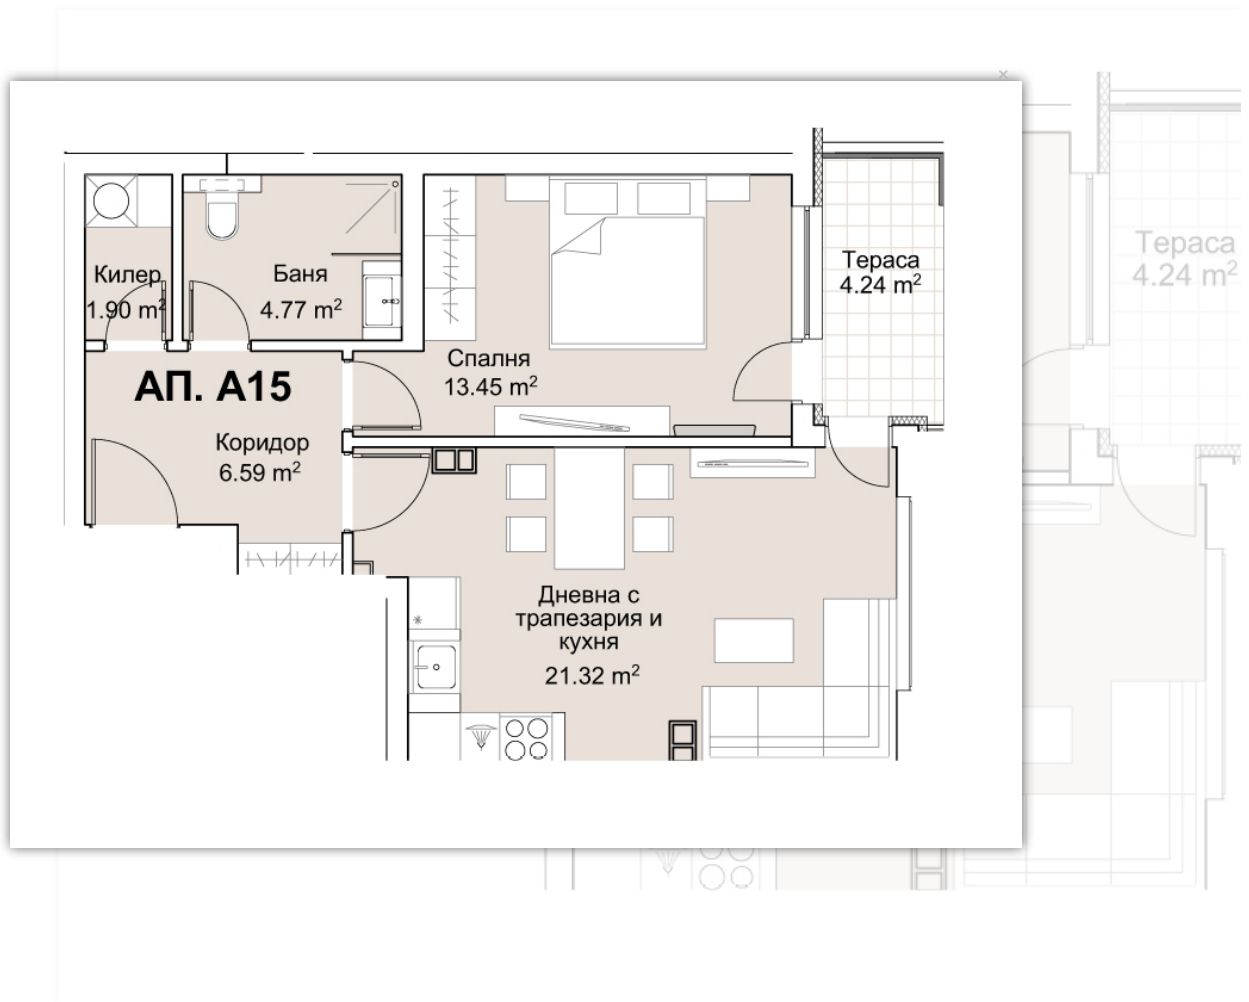 Килер
1.90 m²
Баня
4.77 m²
Спалня
13.45 m²
Тераса
4.24 m²
АП. А15
Коридор
6.59 m²
Дневна с
трапезария и
кухня
21.32 m²
Тераса
4.24 m²